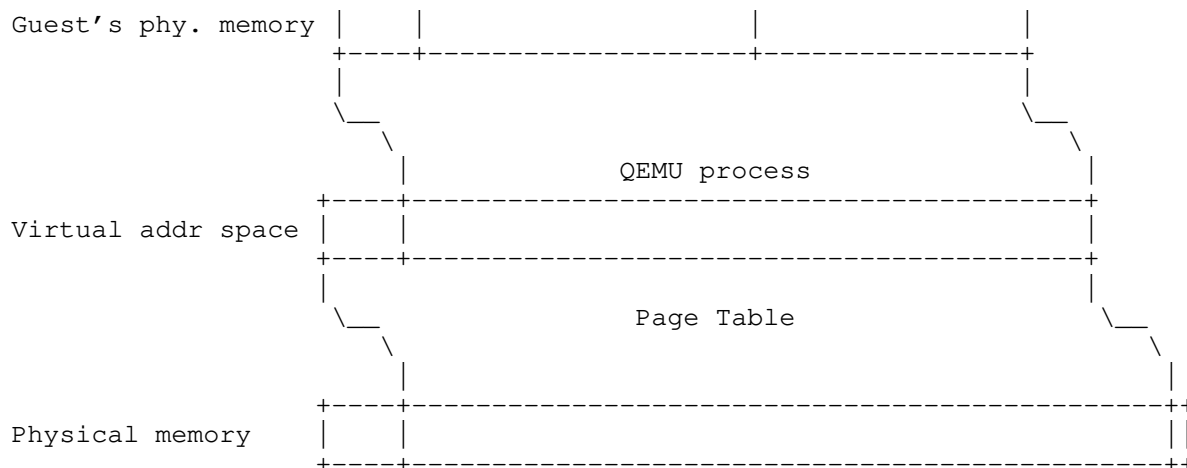 Guest's phy. memory
QEMU process
Virtual addr space
Page Table
Physical memory